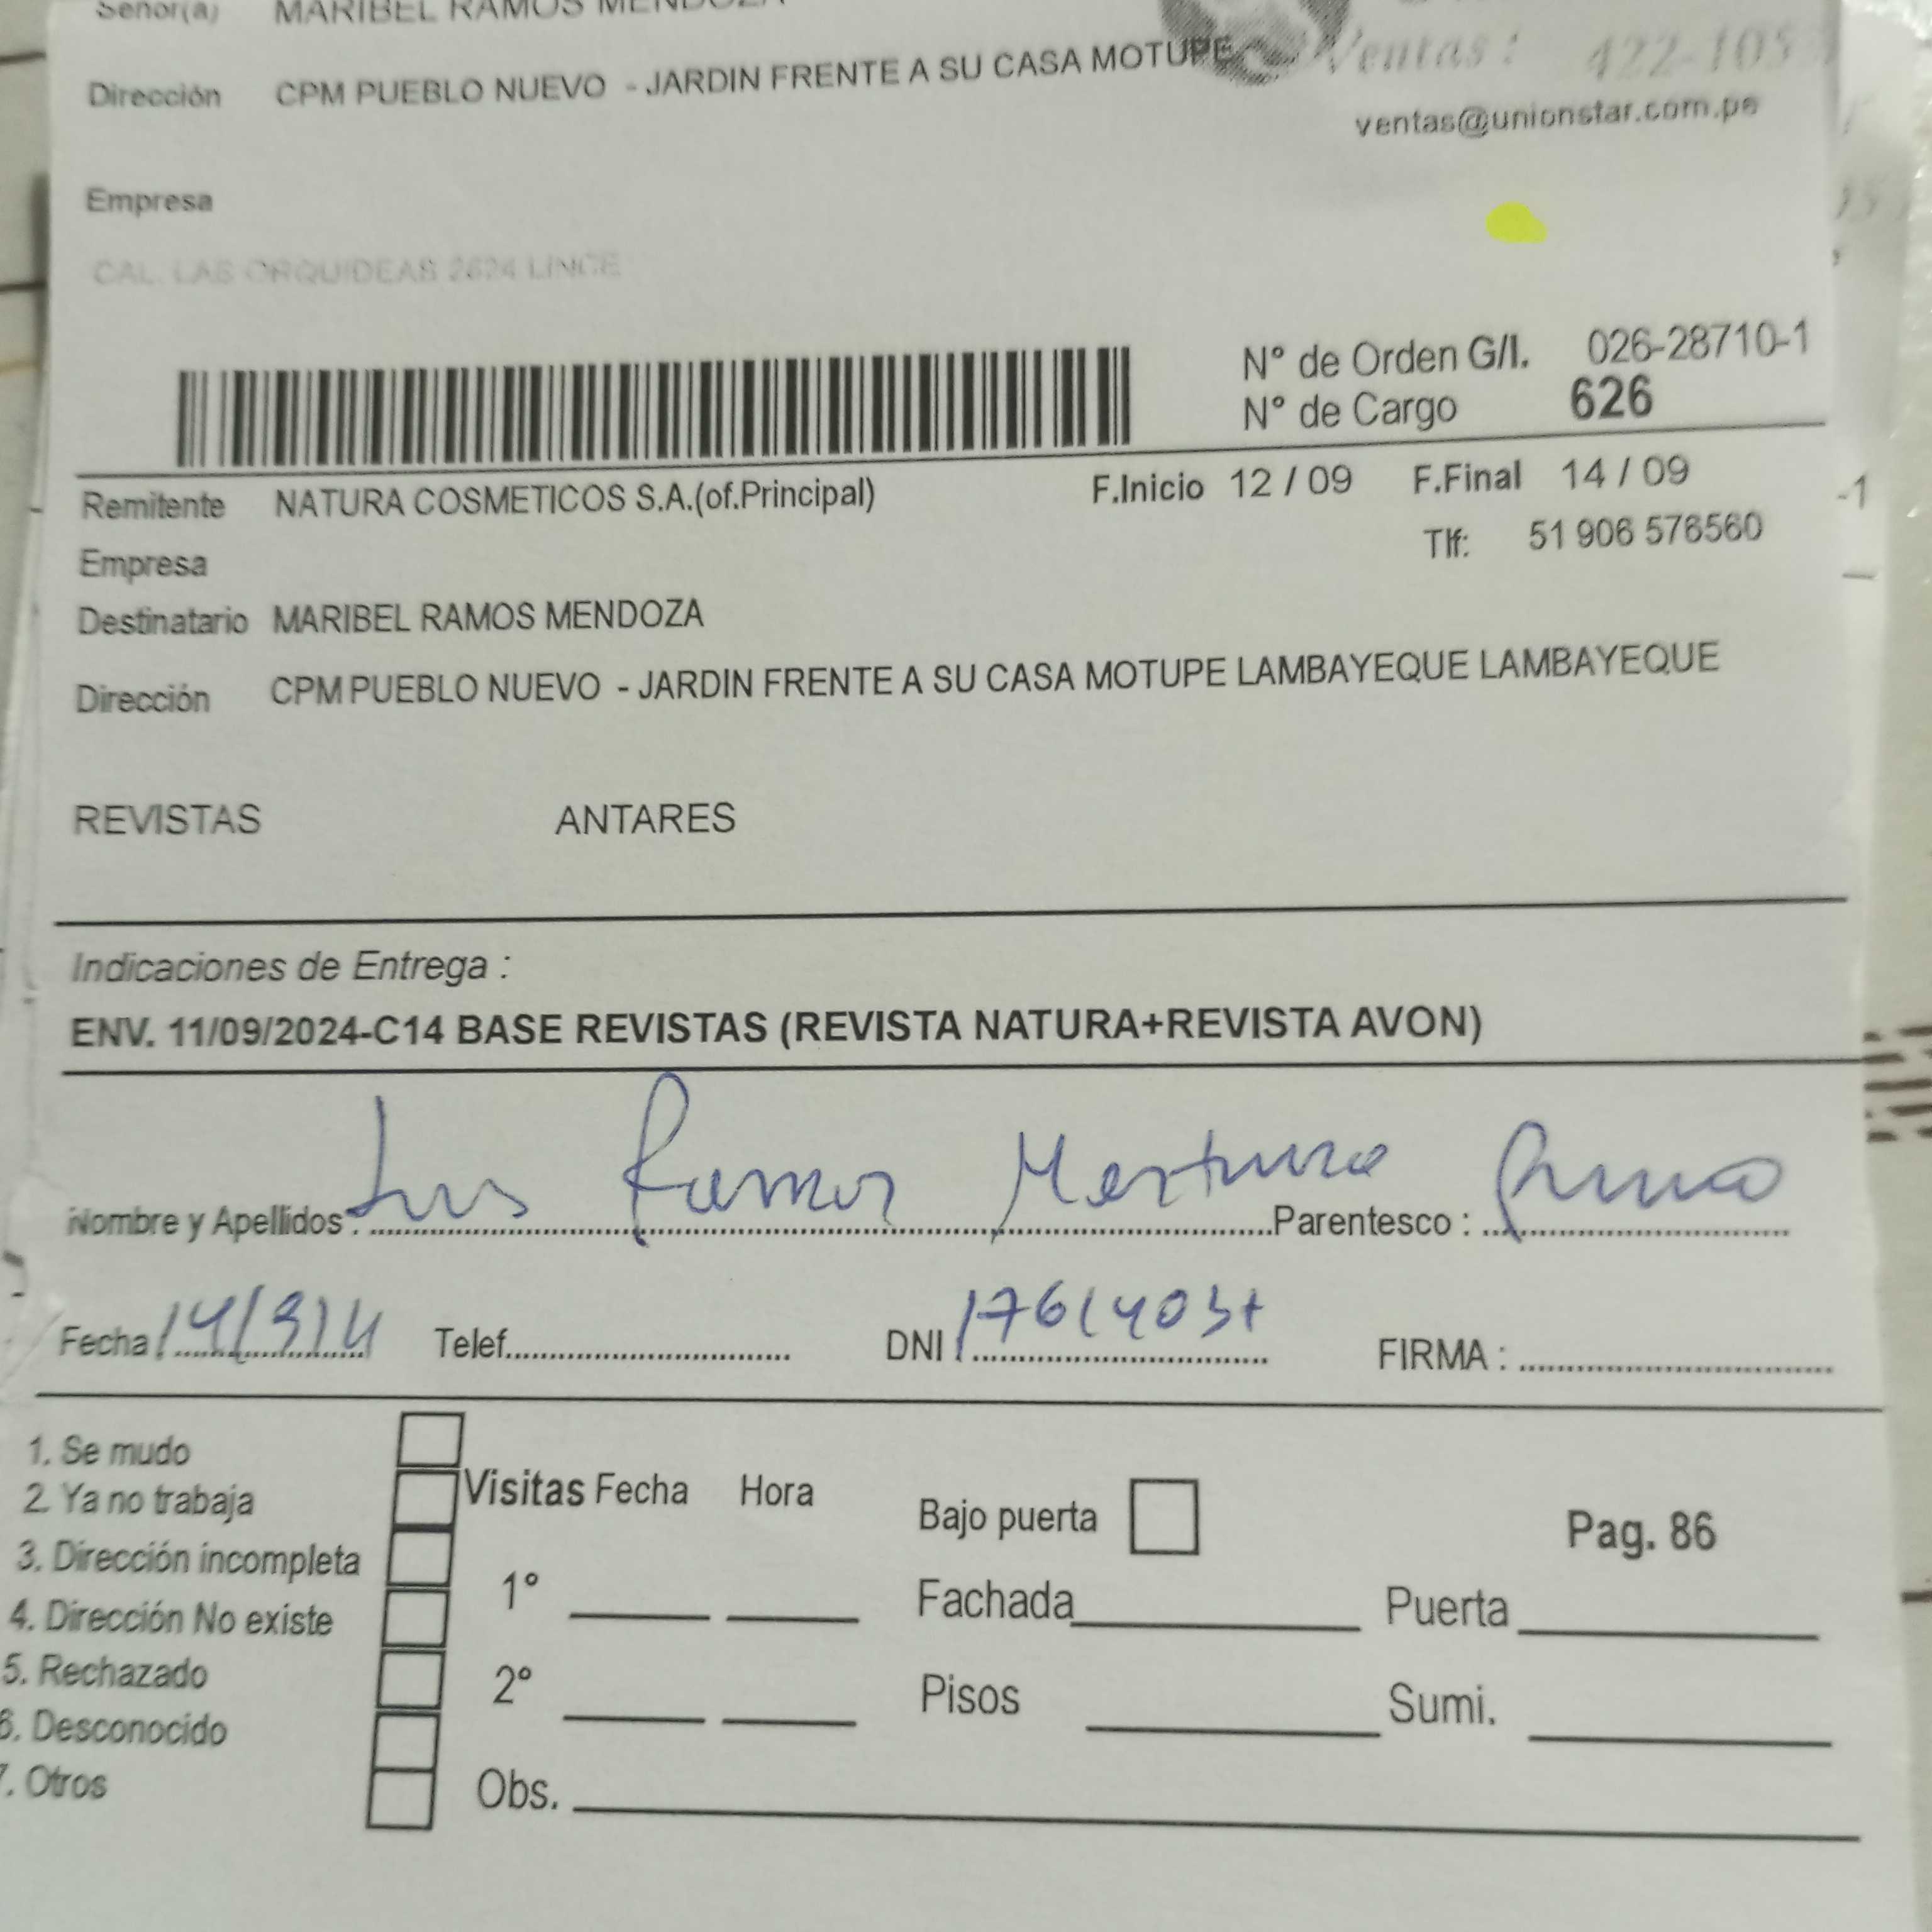 Señor(a) MARIBEL RAMOS MENDOZA
Dirección CPM PUEBLO NUEVO - JARDIN FRENTE A SU CASA MOTUPE
Ventas: 422-105
ventas@unionstar.com.pe
Empresa
CAL. LAS ORQUIDEAS 2624 LINCE
N° de Orden G/I. 026-28710-1
N° de Cargo 626
Remitente NATURA COSMETICOS S.A.(of.Principal) F.Inicio 12 / 09 F.Final 14 / 09
Empresa Tlf: 51 906 576560
Destinatario MARIBEL RAMOS MENDOZA
Dirección CPM PUEBLO NUEVO - JARDIN FRENTE A SU CASA MOTUPE LAMBAYEQUE LAMBAYEQUE
REVISTAS ANTARES
Indicaciones de Entrega :
ENV. 11/09/2024-C14 BASE REVISTAS (REVISTA NATURA+REVISTA AVON)
Nombre y Apellidos : Luis Ramos Parentesco :
Fecha 14/9/24 Telef. DNI FIRMA :
1. Se mudo
2. Ya no trabaja
3. Dirección incompleta
4. Dirección No existe
5. Rechazado
6. Desconocido
7. Otros
Visitas Fecha Hora
1°
2°
Obs.
Bajo puerta
Pag. 86
Fachada Puerta
Pisos Sumi.